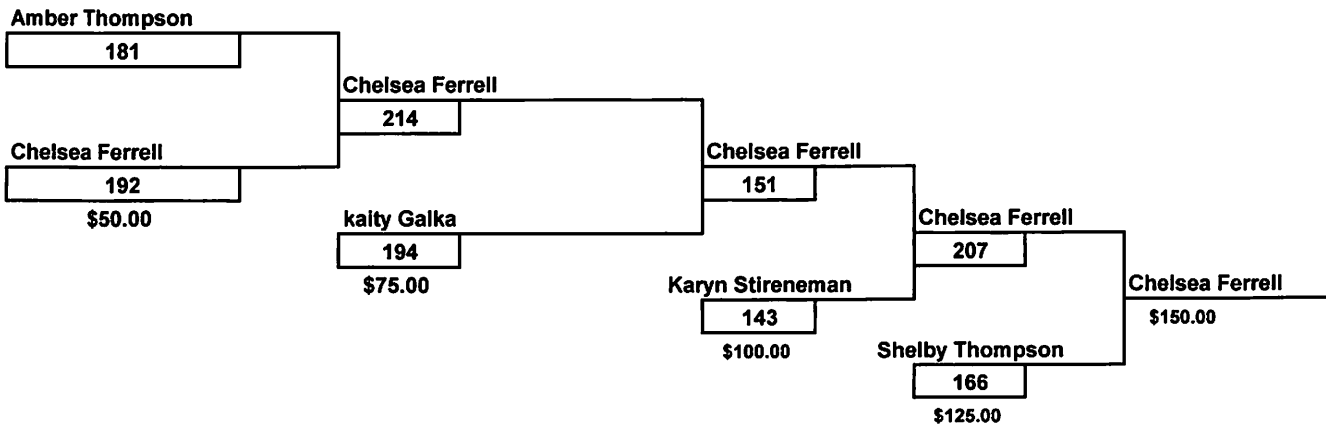 Amber Thompson
181
Chelsea Ferrell
214
Chelsea Ferrell
192
$50.00
Chelsea Ferrell
151
kaity Galka
194
$75.00
Chelsea Ferrell
207
Karyn Stireneman
143
$100.00
Chelsea Ferrell
$150.00
Shelby Thompson
166
$125.00